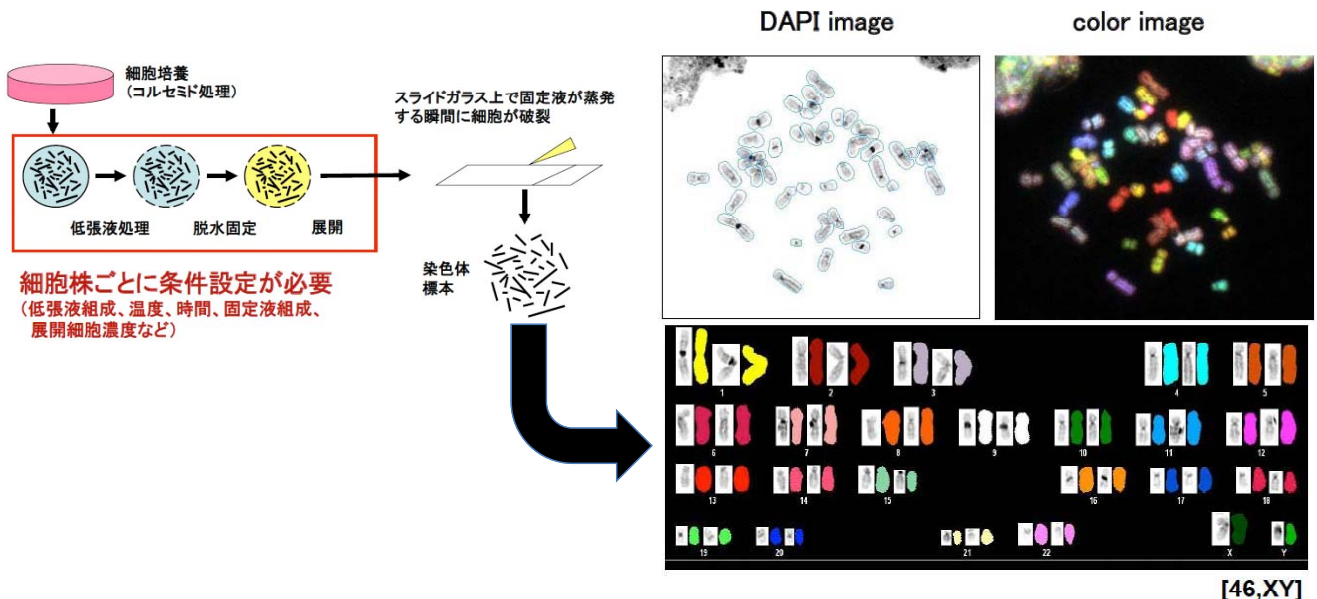 細胞培養
(コルセミド処理)
低張液処理
脱水固定
展開
細胞株ごとに条件設定が必要
(低張液組成、温度、時間、固定液組成、
展開細胞濃度など)
スライドガラス上で固定液が蒸発
する瞬間に細胞が破裂
染色体
標本
DAPI image
color image
1 2 3 4 5
6 7 8 9 10 11 12
13 14 15 16 17 18
19 20 21 22 X Y
[46,XY]